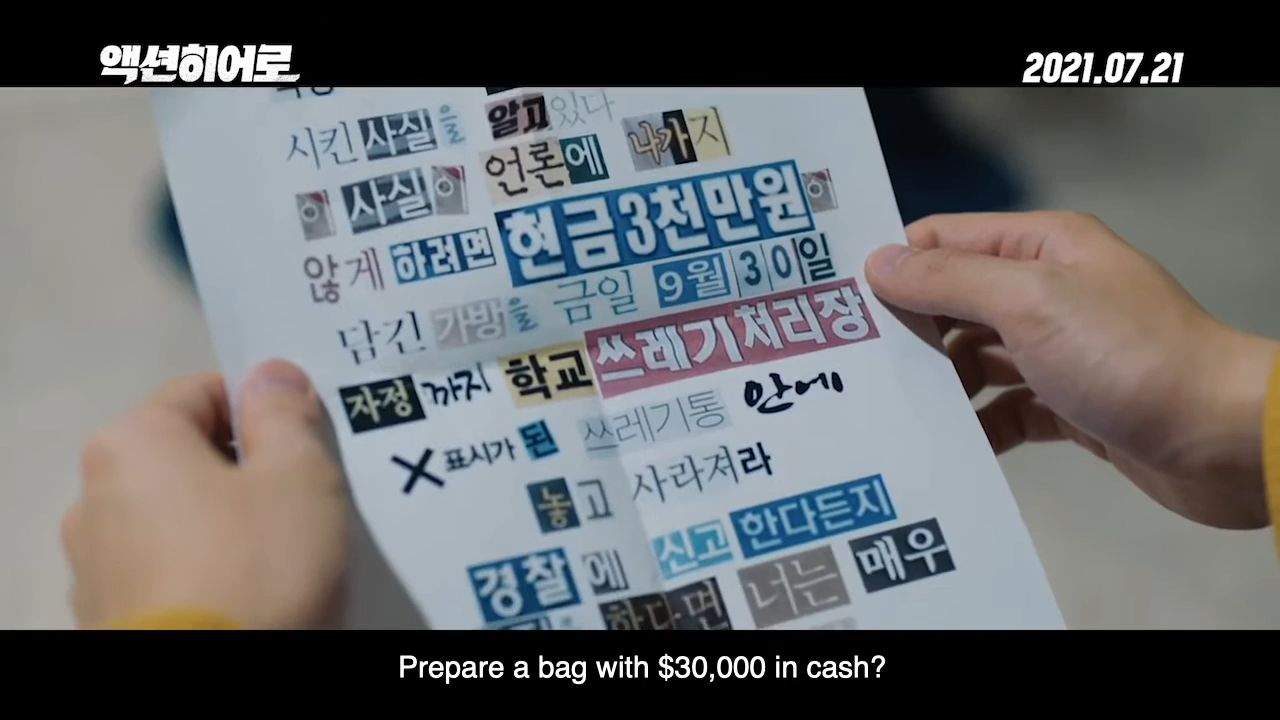 액션히어로
2021.07.21
시킨 사실을 알고 있다
이 사실이 언론에 나가지
않게 하려면 현금3천만원이
담긴 가방을 금일 9월 30일
자정까지 학교 쓰레기처리장
X 표시가 된 쓰레기통 안에
놓고 사라져라
경찰에 신고 한다든지
한다면 너는 매우
Prepare a bag with $30,000 in cash?